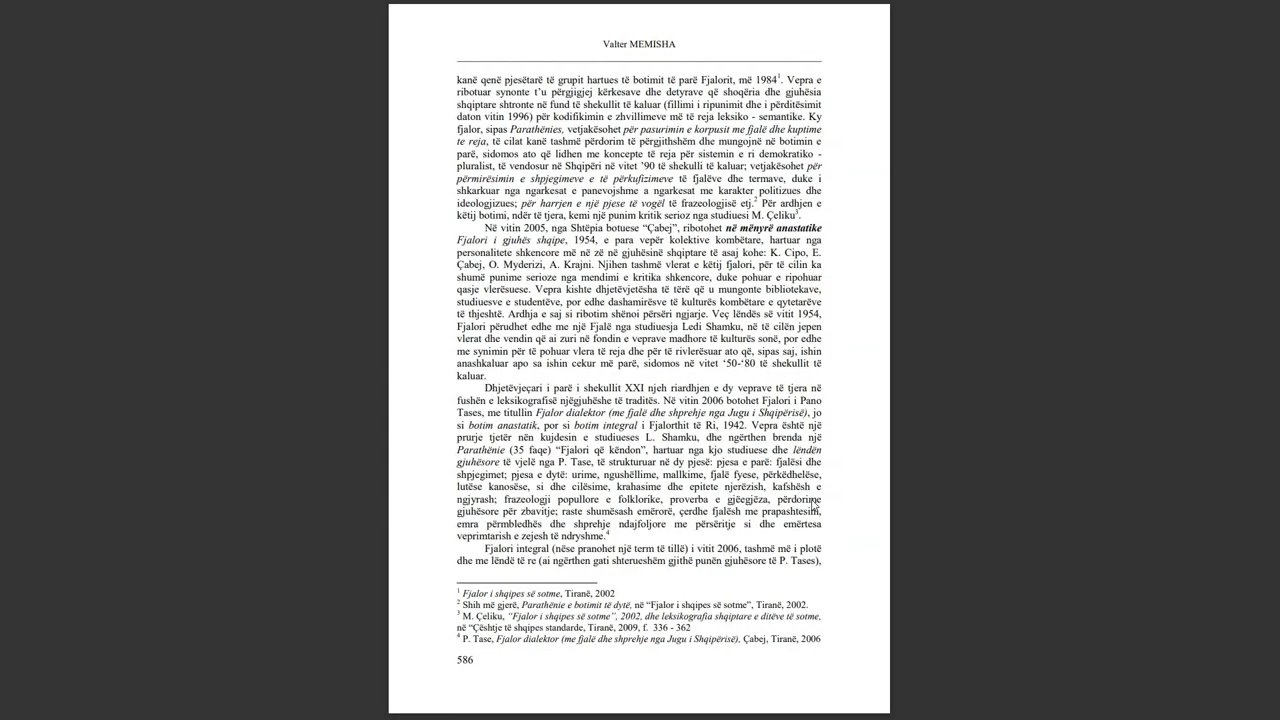 Valter MEMISHA
kanë qenë pjesëtarë të grupit hartues të botimit të parë Fjalorit, më 1984¹. Vepra e
ribotuar synonte t’u përgjigjej kërkesave dhe detyrave që shoqëria dhe gjuhësia
shqiptare shtronte në fund të shekullit të kaluar (fillimi i ripunimit dhe i përditësimit
daton vitin 1996) për kodifikimin e zhvillimeve më të reja leksiko - semantike. Ky
fjalor, sipas Parathënies, vetjakësohet për pasurimin e korpusit me fjalë dhe kuptime
te reja, të cilat kanë tashmë përdorim të përgjithshëm dhe mungojnë në botimin e
parë, sidomos ato që lidhen me koncepte të reja për sistemin e ri demokratiko -
pluralist, të vendosur në Shqipëri në vitet ’90 të shekulli të kaluar; vetjakësohet për
përmirësimin e shpjegimeve e të përkufizimeve të fjalëve dhe termave, duke i
shkarkuar nga ngarkesat e panevojshme a ngarkesat me karakter politizues dhe
ideologjizues; për harrjen e një pjese të vogël të frazeologjisë etj.² Për ardhjen e
këtij botimi, ndër të tjera, kemi një punim kritik serioz nga studiuesi M. Çeliku³.
Në vitin 2005, nga Shtëpia botuese “Çabej”, ribotohet në mënyrë anastatike
Fjalori i gjuhës shqipe, 1954, e para vepër kolektive kombëtare, hartuar nga
personalitete shkencore më në zë në gjuhësinë shqiptare të asaj kohe: K. Cipo, E.
Çabej, O. Myderizi, A. Krajni. Njihen tashmë vlerat e këtij fjalori, për të cilin ka
shumë punime serioze nga mendimi e kritika shkencore, duke pohuar e ripohuar
qasje vlerësuese. Vepra kishte dhjetëvjetësha të tërë që u mungonte bibliotekave,
studiuesve e studentëve, por edhe dashamirësve të kulturës kombëtare e qytetarëve
të thjeshtë. Ardhja e saj si ribotim shënoi përsëri ngjarje. Veç lëndës së vitit 1954,
Fjalori përudhet edhe me një Fjalë nga studiuesja Ledi Shamku, në të cilën jepen
vlerat dhe vendin që ai zuri në fondin e veprave madhore të kulturës sonë, por edhe
me synimin për të pohuar vlera të reja dhe për të rivlerësuar ato që, sipas saj, ishin
anashkaluar apo sa ishin cekur më parë, sidomos në vitet ‘50-‘80 të shekullit të
kaluar.
Dhjetëvjeçari i parë i shekullit XXI njeh riardhjen e dy veprave të tjera në
fushën e leksikografisë njëgjuhëshe të traditës. Në vitin 2006 botohet Fjalori i Pano
Tases, me titullin Fjalor dialektor (me fjalë dhe shprehje nga Jugu i Shqipërisë), jo
si botim anastatik, por si botim integral i Fjalorthit të Ri, 1942. Vepra është një
prurje tjetër nën kujdesin e studiueses L. Shamku, dhe ngërthen brenda një
Parathënie (35 faqe) “Fjalori që këndon”, hartuar nga kjo studiuese dhe lëndën
gjuhësore të vjelë nga P. Tase, të strukturuar në dy pjesë: pjesa e parë: fjalësi dhe
shpjegimet; pjesa e dytë: urime, ngushëllime, mallkime, fjalë fyese, përkëdhelëse,
lutëse kanosëse, si dhe cilësime, krahasime dhe epitete njerëzish, kafshësh e
ngjyrash; frazeologji popullore e folklorike, proverba e gjëegjëza, përdorime
gjuhësore për zbavitje; raste shumësash emërorë, çerdhe fjalësh me prapashtesim,
emra përmbledhës dhe shprehje ndajfoljore me përsëritje si dhe emërtesa
veprimtarish e zejesh të ndryshme.⁴
Fjalori integral (nëse pranohet një term të tillë) i vitit 2006, tashmë më i plotë
dhe me lëndë të re (ai ngërthen gati shterueshëm gjithë punën gjuhësore të P. Tases),
¹ Fjalor i shqipes së sotme, Tiranë, 2002
² Shih më gjerë, Parathënie e botimit të dytë, në “Fjalor i shqipes së sotme”, Tiranë, 2002.
³ M. Çeliku, “Fjalor i shqipes së sotme”, 2002, dhe leksikografia shqiptare e ditëve të sotme,
në “Çështje të shqipes standarde, Tiranë, 2009, f. 336 - 362
⁴ P. Tase, Fjalor dialektor (me fjalë dhe shprehje nga Jugu i Shqipërisë), Çabej, Tiranë, 2006
586